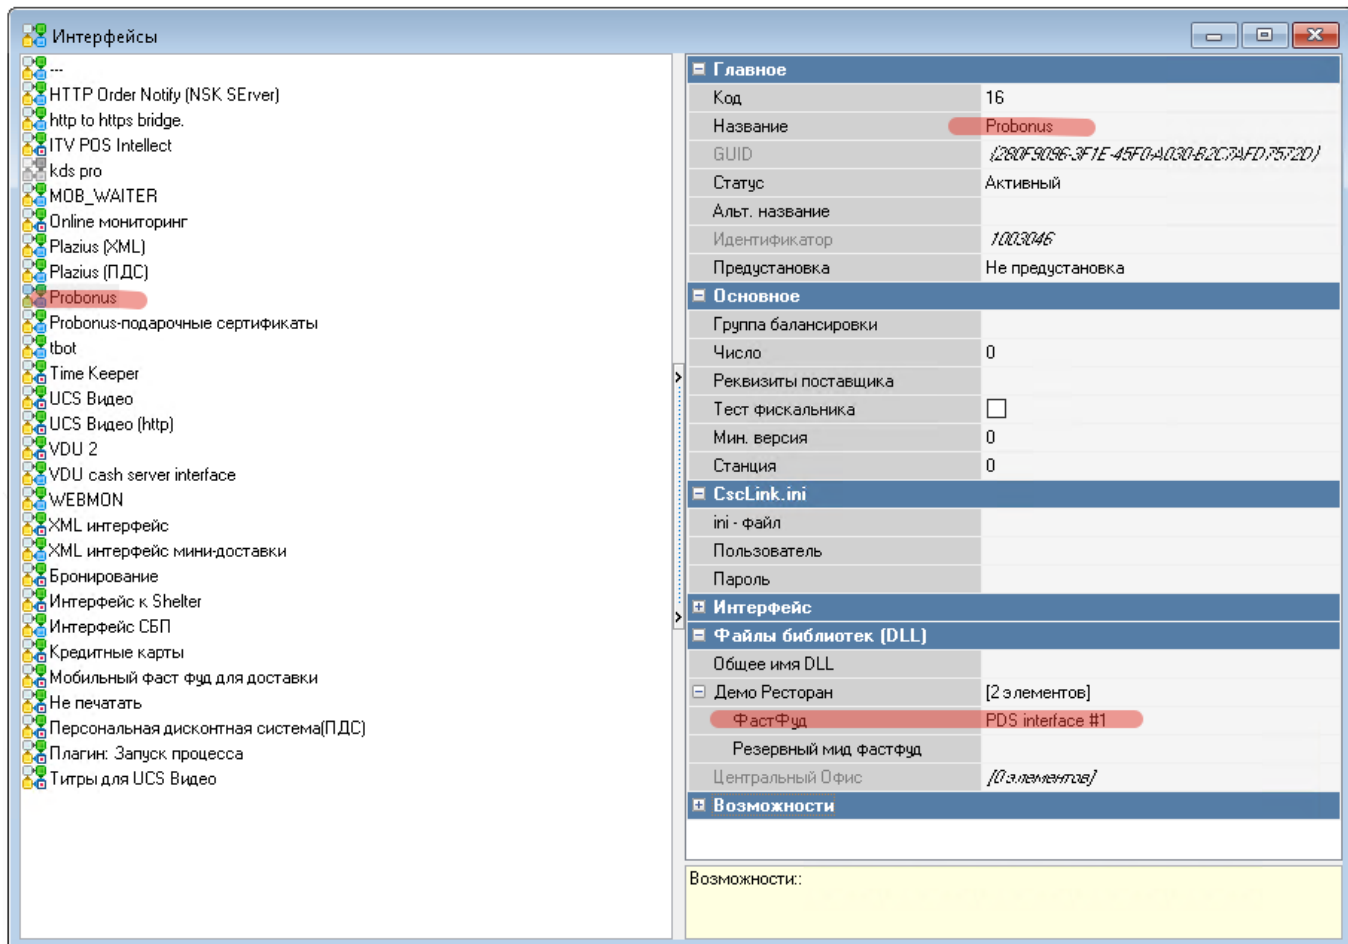 Интерфейсы
---
HTTP Order Notify (NSK SErver)
http to https bridge.
ITV POS Intellect
kds pro
MOB_WAITER
Online мониторинг
Plazius (XML)
Plazius (ПДС)
Probonus
Probonus-подарочные сертификаты
tbot
Time Keeper
UCS Видео
UCS Видео (http)
VDU 2
VDU cash server interface
WEBMON
XML интерфейс
XML интерфейс мини-доставки
Бронирование
Интерфейс к Shelter
Интерфейс СБП
Кредитные карты
Мобильный фаст фуд для доставки
Не печатать
Персональная дисконтная система(ПДС)
Плагин: Запуск процесса
Титры для UCS Видео
Главное
Код 16
Название Probonus
GUID {280F9096-3F1E-45F0-A030-B2C7AFD7572D}
Статус Активный
Альт. название
Идентификатор 1003046
Предустановка Не предустановка
Основное
Группа балансировки
Число 0
Реквизиты поставщика
Тест фискальника
Мин. версия 0
Станция 0
CscLink.ini
ini - файл
Пользователь
Пароль
Интерфейс
Файлы библиотек (DLL)
Общее имя DLL
Демо Ресторан [2 элементов]
ФастФуд PDS interface #1
Резервный мид фастфуд
Центральный Офис [0 элементов]
Возможности
Возможности::